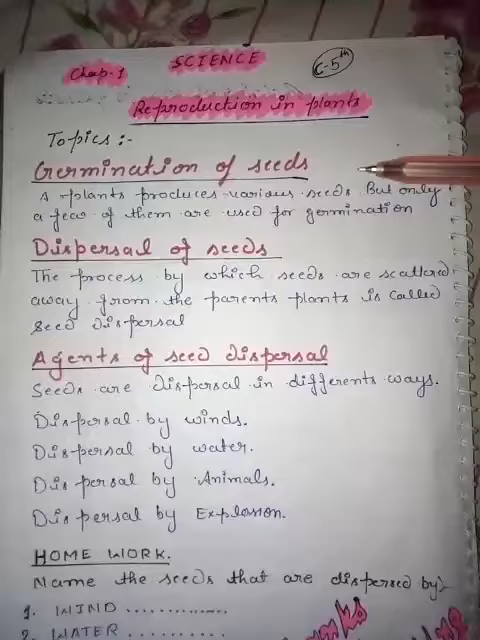 SCIENCE
Chap. 1
C-5th
Reproduction in plants
Topics :-
Germination of seeds
A plants produces various seeds. But only
a few of them are used for germination
Dispersal of seeds
The process by which seeds are scattered
away from the parents plants is called
seed dispersal
Agents of seed dispersal
Seeds are dispersal in differents ways.
Dispersal by winds.
Dispersal by water.
Dispersal by Animals.
Dispersal by Explosion.
HOME WORK.
Name the seeds that are dispersed by:-
1. WIND ..............
2. WATER ..........